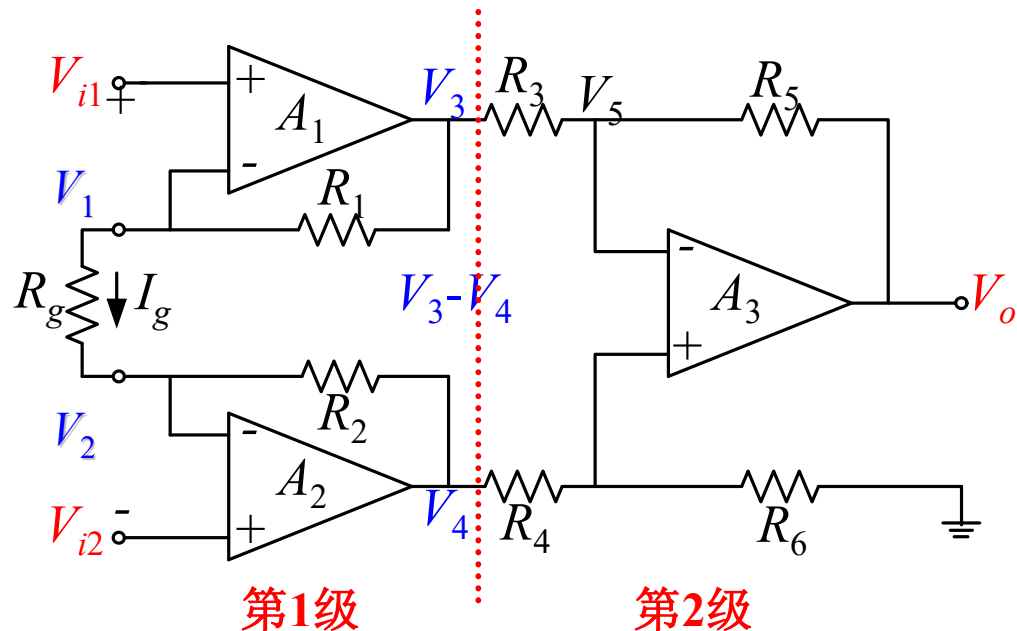 Vi1
+
+
A1
-
V3
R3
V5
R5
V1
R1
Rg
Ig
V3-V4
-
A3
+
Vo
V2
R2
-
A2
+
Vi2
-
V4
R4
R6
第1级
第2级